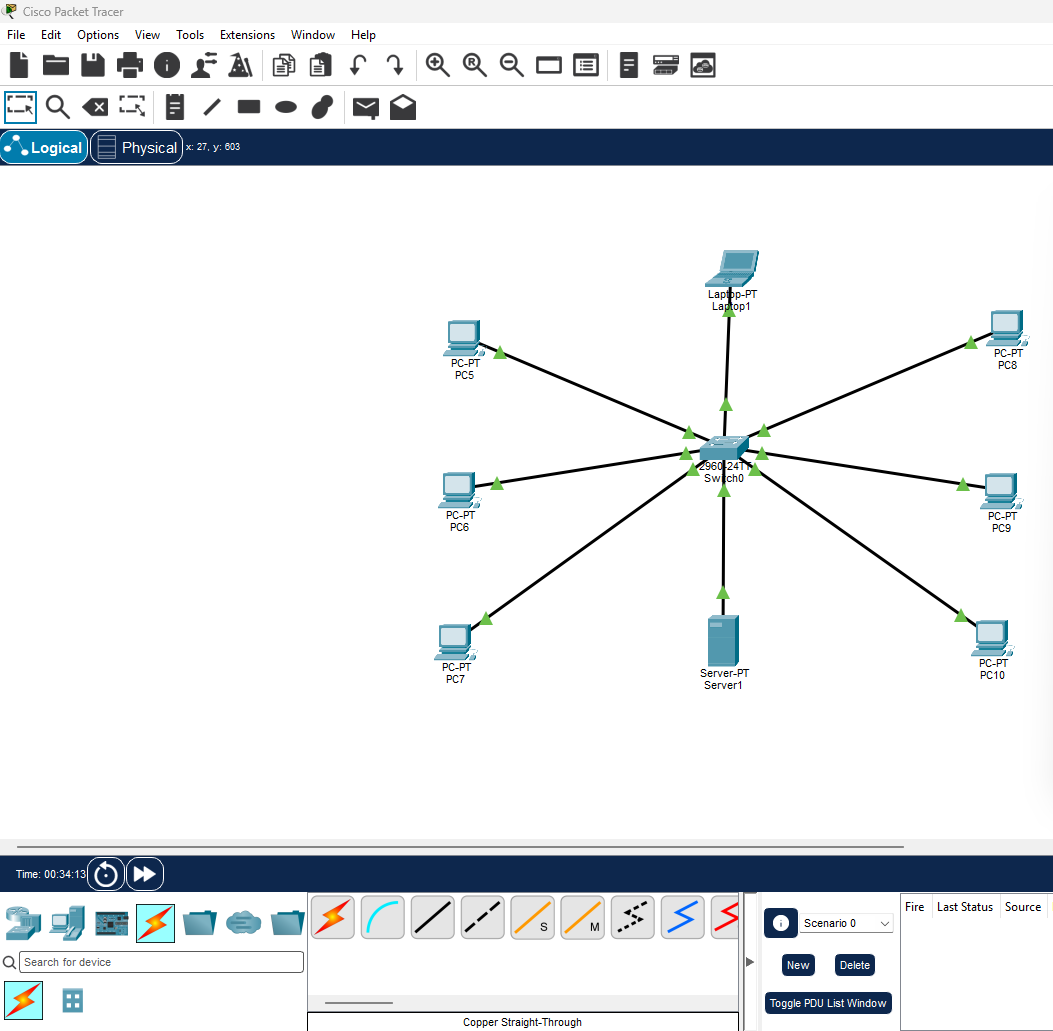 Cisco Packet Tracer
File Edit Options View Tools Extensions Window Help
R
Logical Physical x: 27, y: 603
Laptop-PT
Laptop1
PC-PT
PC5
PC-PT
PC8
2960-24TT
Switch0
PC-PT
PC6
PC-PT
PC9
PC-PT
PC7
Server-PT
Server1
PC-PT
PC10
Time: 00:34:13
S
M
Scenario 0
Fire Last Status Source
Search for device
New Delete
Toggle PDU List Window
Copper Straight-Through